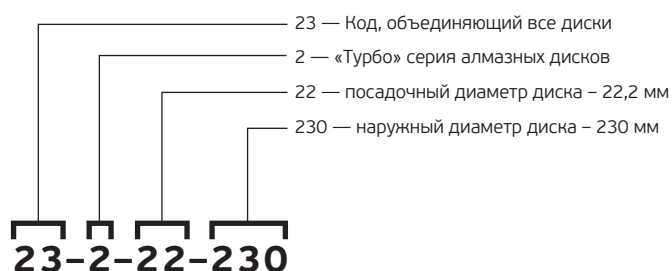 23 — Код, объединяющий все диски
2 — «Турбо» серия алмазных дисков
22 — посадочный диаметр диска – 22,2 мм
230 — наружный диаметр диска – 230 мм
23–2–22–230